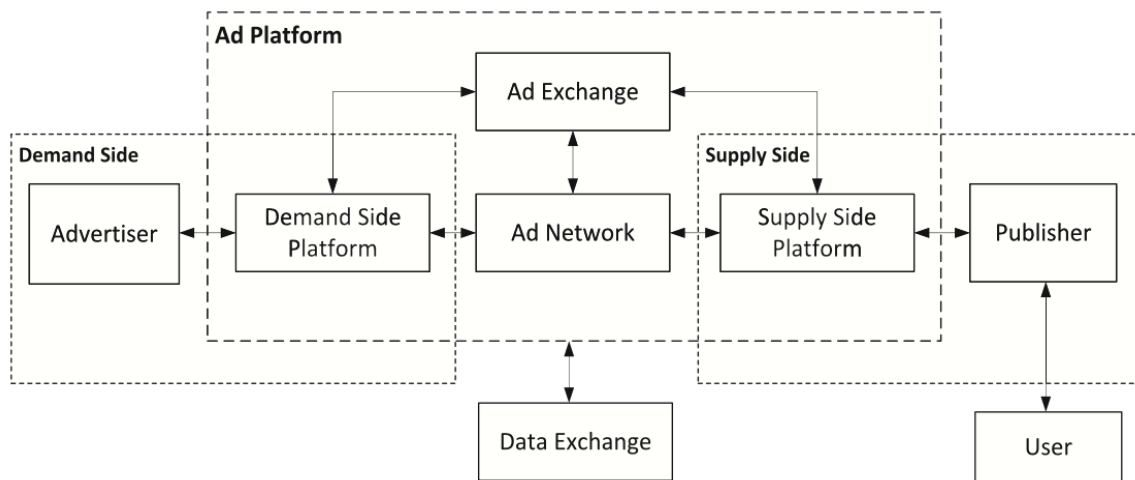 Ad Platform
Ad Exchange
Demand Side
Supply Side
Advertiser
Demand Side
Platform
Ad Network
Supply Side
Platform
Publisher
Data Exchange
User